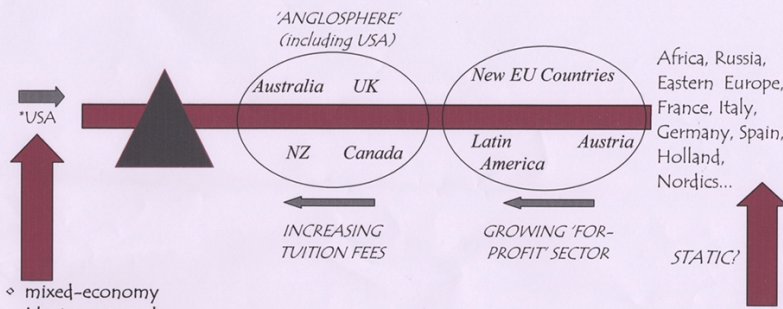 'ANGLOSPHERE'
(including USA)
Australia UK
NZ Canada
New EU Countries
Latin America Austria
Africa, Russia,
Eastern Europe,
France, Italy,
Germany, Spain,
Holland,
Nordics...
*USA
INCREASING
TUITION FEES
GROWING 'FOR-
PROFIT' SECTOR
STATIC?
mixed-economy